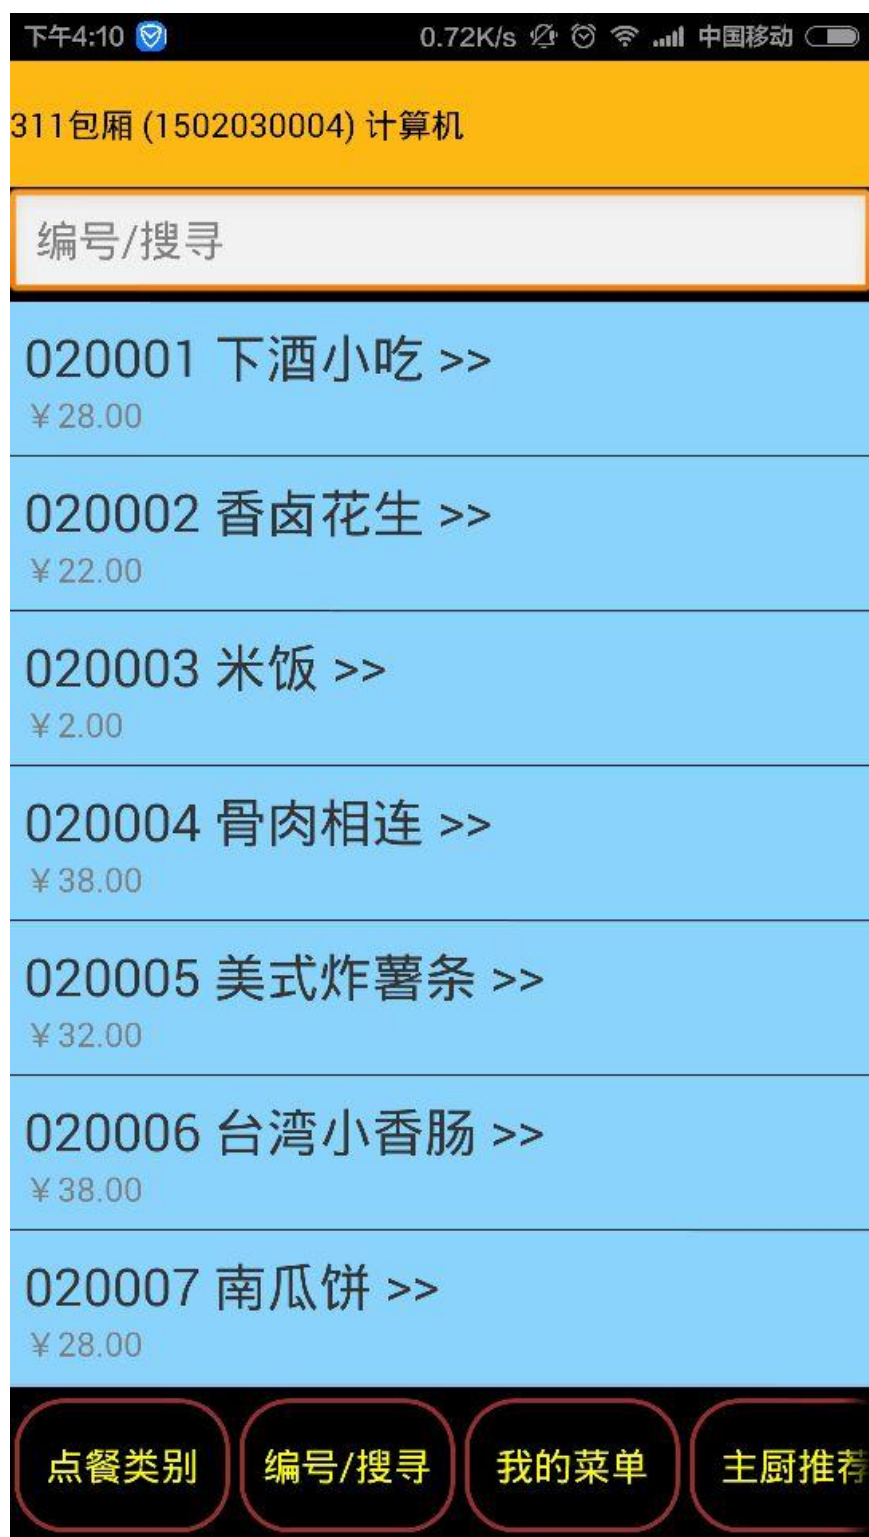 下午4:10 0.72K/s 中国移动
311包厢 (1502030004) 计算机
编号/搜寻
020001 下酒小吃 >>
¥28.00
020002 香卤花生 >>
¥22.00
020003 米饭 >>
¥2.00
020004 骨肉相连 >>
¥38.00
020005 美式炸薯条 >>
¥32.00
020006 台湾小香肠 >>
¥38.00
020007 南瓜饼 >>
¥28.00
点餐类别 编号/搜寻 我的菜单 主厨推荐